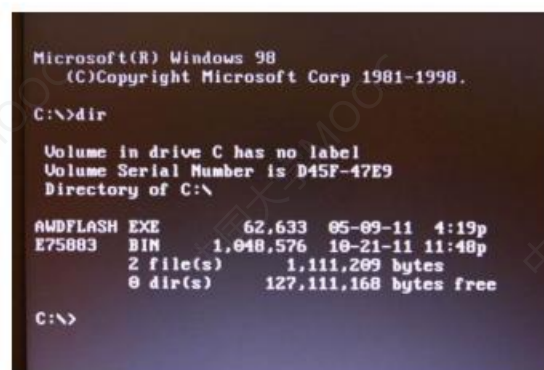 Microsoft(R) Windows 98
(C)Copyright Microsoft Corp 1981-1998.
C:\>dir
Volume in drive C has no label
Volume Serial Number is D45F-47E9
Directory of C:\
AWDFLASH EXE 62,633 05-09-11 4:19p
E75883 BIN 1,048,576 10-21-11 11:48p
2 file(s) 1,111,209 bytes
0 dir(s) 127,111,168 bytes free
C:\>